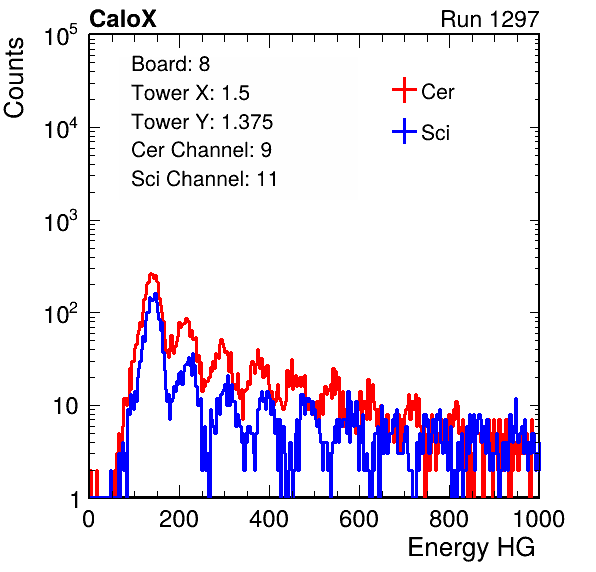 CaloX Run 1297
Counts
10^5
10^4
10^3
10^2
10
1
Board: 8
Tower X: 1.5
Tower Y: 1.375
Cer Channel: 9
Sci Channel: 11
Cer
Sci
0 200 400 600 800 1000
Energy HG